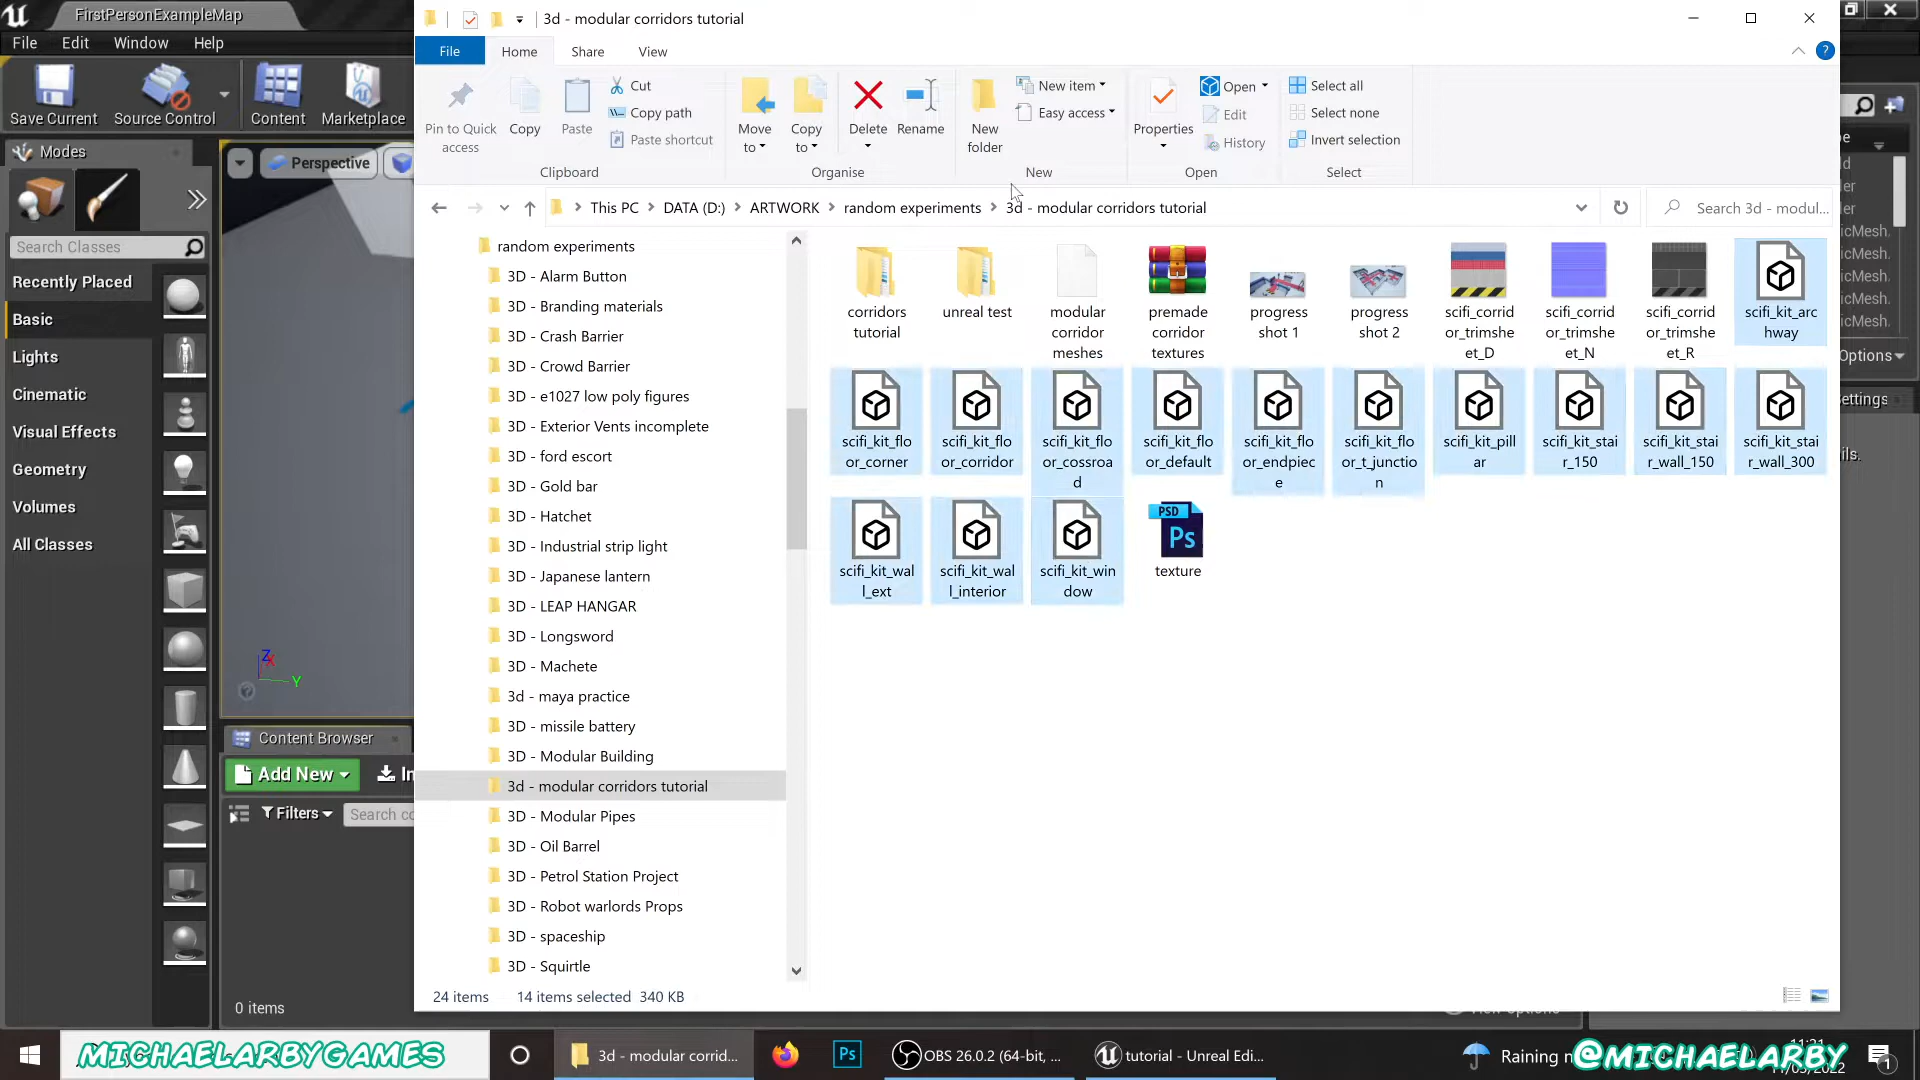 FirstPersonExampleMap
3d - modular corridors tutorial
File Edit Window Help
File Home Share View
Save Current Source Control Content Marketplace
Pin to Quick access
Copy
Paste
Cut
Copy path
Paste shortcut
Move to
Copy to
Delete
Rename
New folder
New item
Easy access
Properties
Open
Edit
History
Select all
Select none
Invert selection
Clipboard Organise New Open Select
Modes
Perspective
This PC > DATA (D:) > ARTWORK > random experiments > 3d - modular corridors tutorial
Search 3d - modul...
Search Classes
Recently Placed
Basic
Lights
Cinematic
Visual Effects
Geometry
Volumes
All Classes
random experiments
3D - Alarm Button
3D - Branding materials
3D - Crash Barrier
3D - Crowd Barrier
3D - e1027 low poly figures
3D - Exterior Vents incomplete
3D - ford escort
3D - Gold bar
3D - Hatchet
3D - Industrial strip light
3D - Japanese lantern
3D - LEAP HANGAR
3D - Longsword
3D - Machete
3d - maya practice
3D - missile battery
3D - Modular Building
3d - modular corridors tutorial
3D - Modular Pipes
3D - Oil Barrel
3D - Petrol Station Project
3D - Robot warlords Props
3D - spaceship
3D - Squirtle
corridors tutorial
unreal test
modular corridor meshes
premade corridor textures
progress shot 1
progress shot 2
scifi_corridor_trimsheet_D
scifi_corridor_trimsheet_N
scifi_corridor_trimsheet_R
scifi_kit_archway
scifi_kit_floor_corner
scifi_kit_floor_corridor
scifi_kit_floor_cossroad
scifi_kit_floor_default
scifi_kit_floor_endpiece
scifi_kit_floor_t_junction
scifi_kit_pillar
scifi_kit_stair_150
scifi_kit_stair_wall_150
scifi_kit_stair_wall_300
scifi_kit_wall_ext
scifi_kit_wall_interior
scifi_kit_window
PSD
Ps
texture
icMesh.
icMesh.
icMesh.
Options
ettings
ils.
Z
X
Y
Content Browser
Add New
Filters
Search co
0 items
24 items 14 items selected 340 KB
MICHAELARBYGAMES
3d - modular corrid...
Ps
OBS 26.0.2 (64-bit, ...
tutorial - Unreal Edi...
Raining
@MICHAELARBY
1